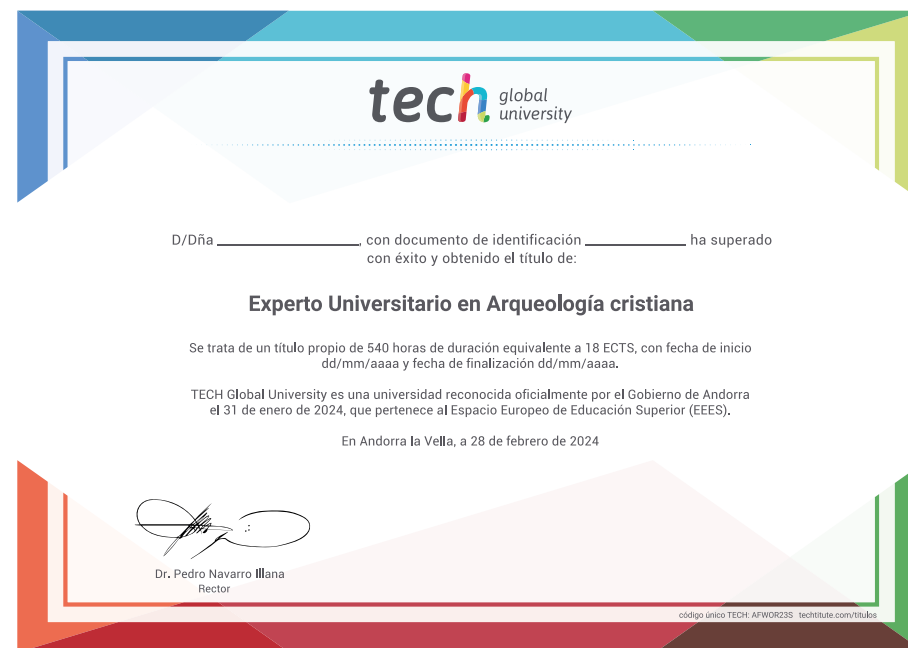 tech global university
D/Dña ____________, con documento de identificación ____________ ha superado
con éxito y obtenido el título de:
Experto Universitario en Arqueología cristiana
Se trata de un título propio de 540 horas de duración equivalente a 18 ECTS, con fecha de inicio
dd/mm/aaaa y fecha de finalización dd/mm/aaaa.
TECH Global University es una universidad reconocida oficialmente por el Gobierno de Andorra
el 31 de enero de 2024, que pertenece al Espacio Europeo de Educación Superior (EEES).
En Andorra la Vella, a 28 de febrero de 2024
Dr. Pedro Navarro Illana
Rector
código único TECH: AFWOR23S techtitute.com/titulos